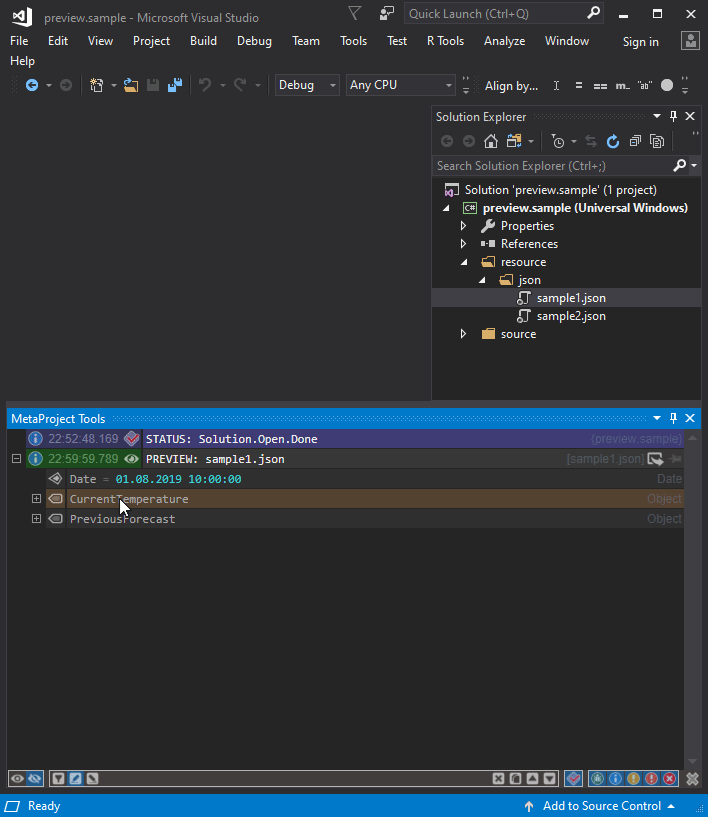 preview.sample - Microsoft Visual Studio
Quick Launch (Ctrl+Q)
File Edit View Project Build Debug Team Tools Test R Tools Analyze Window Sign in
Help
Debug Any CPU Align by...
Solution Explorer
Search Solution Explorer (Ctrl+;)
Solution 'preview.sample' (1 project)
C# preview.sample (Universal Windows)
Properties
References
resource
json
sample1.json
sample2.json
source
MetaProject Tools
22:52:48.169 STATUS: Solution.Open.Done {preview.sample}
22:59:59.789 PREVIEW: sample1.json [sample1.json]
Date = 01.08.2019 10:00:00 Date
CurrentTemperature Object
PreviousForecast Object
Ready Add to Source Control